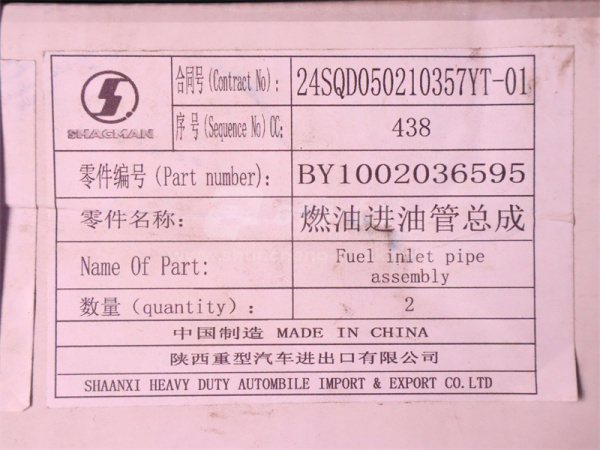 SHACMAN
合同号(Contract No): 24SQD050210357YT-01
序号(Sequence No)CC: 438
零件编号(Part number): BY1002036595
零件名称: 燃油进油管总成
Name Of Part: Fuel inlet pipe
assembly
数量(quantity): 2
中国制造 MADE IN CHINA
陕西重型汽车进出口有限公司
SHAANXI HEAVY DUTY AUTOMBILE IMPORT & EXPORT CO.LTD